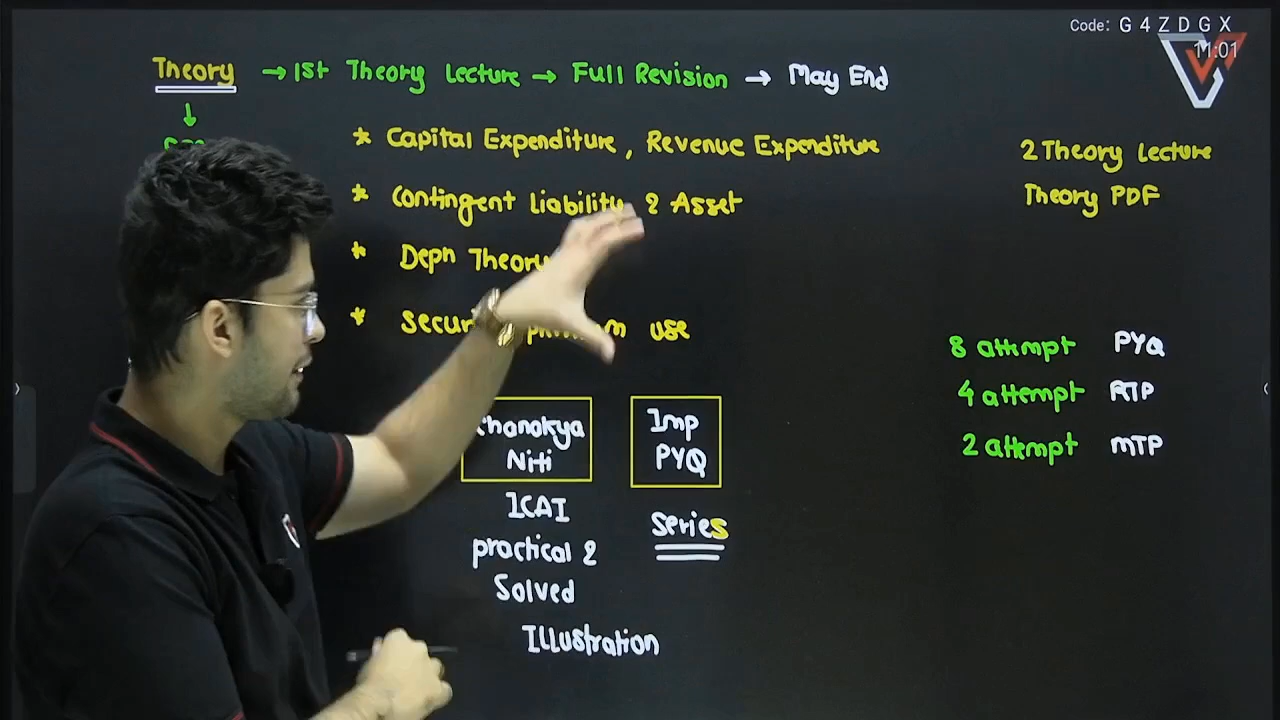 Code: G4ZDGX
11:01
Theory → 1st Theory Lecture → Full Revision → May End
* Capital Expenditure, Revenue Expenditure
* Contingent Liability & Asset
* Depn Theory
* use
2 Theory Lecture
Theory PDF
8 attempt PYQ
4 attempt RTP
2 attempt MTP
Chanakya
Niti
ICAI
practical &
Solved
Illustration
Imp
PYQ
Series